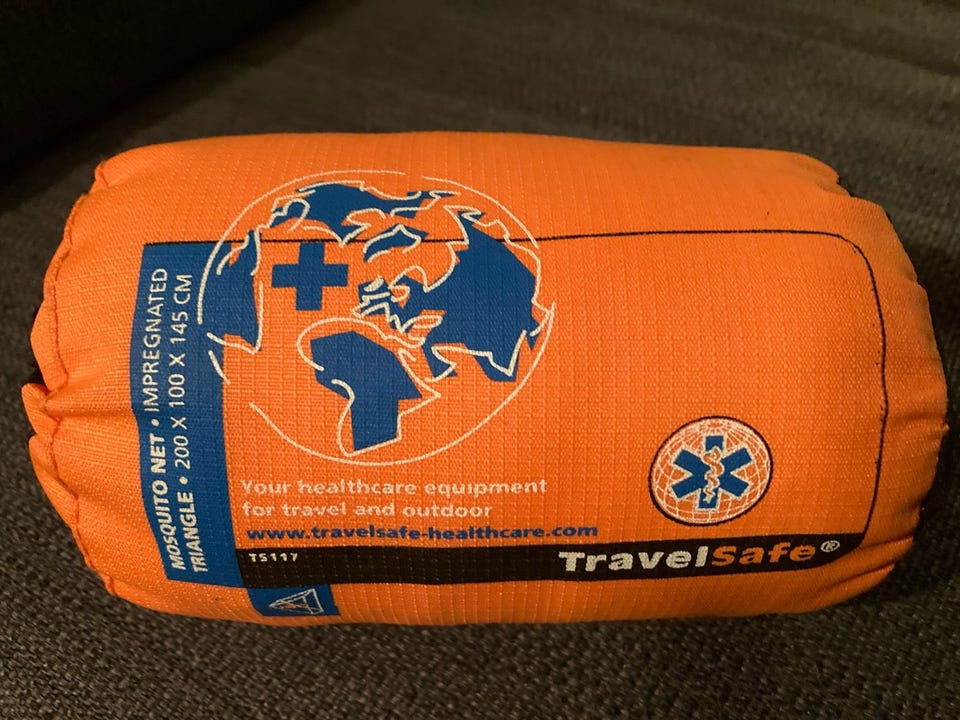 MOSQUITO NET • IMPREGNATED
TRIANGLE • 200 X 100 X 145 CM
Your healthcare equipment
for travel and outdoor
www.travelsafe-healthcare.com
TS117
TravelSafe®